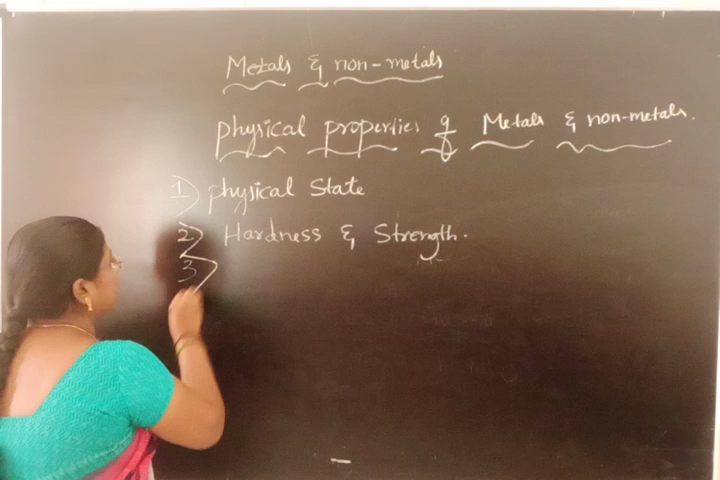 Metals & non-metals
physical properties of Metals & non-metals.
1) physical State
2) Hardness & Strength.
3)